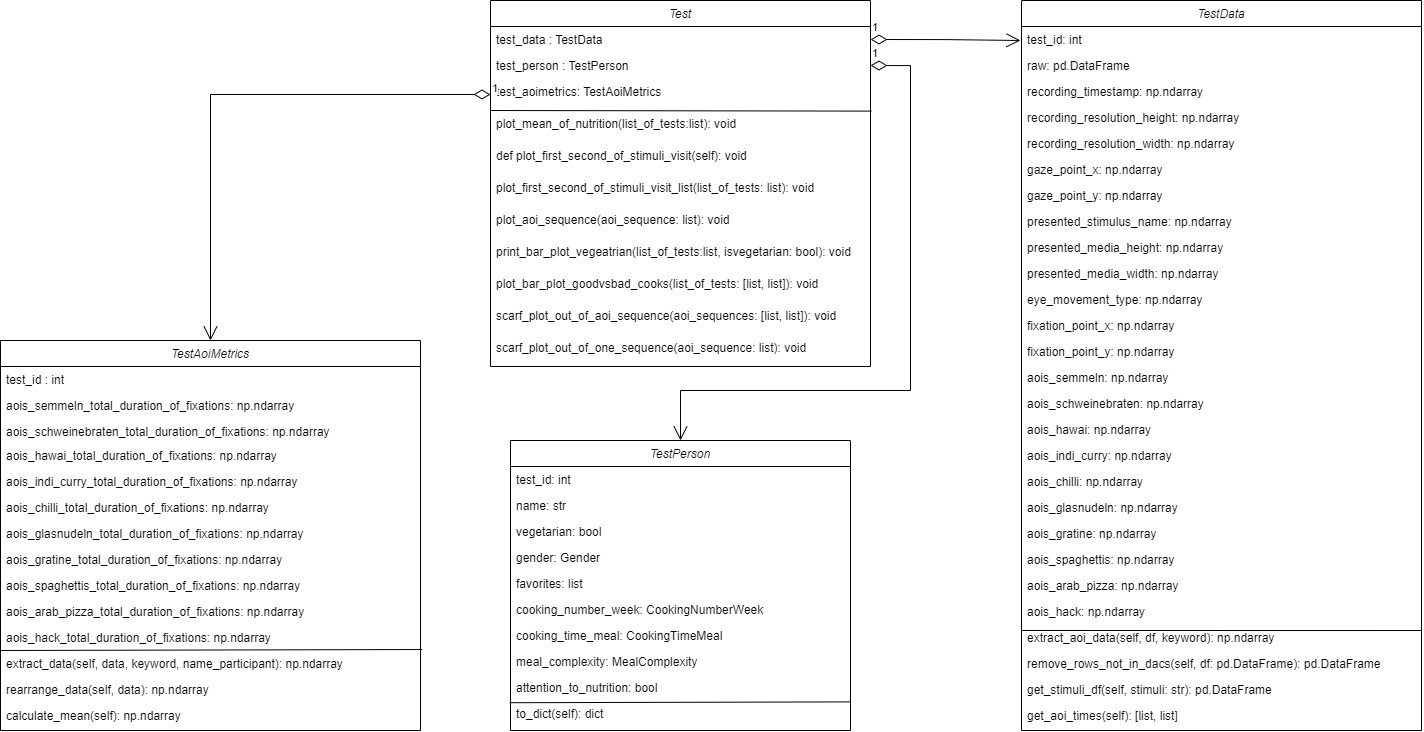 Test
test_data : TestData
test_person : TestPerson
test_aoimetrics: TestAoiMetrics
plot_mean_of_nutrition(list_of_tests:list): void
def plot_first_second_of_stimuli_visit(self): void
plot_first_second_of_stimuli_visit_list(list_of_tests: list): void
plot_aoi_sequence(aoi_sequence: list): void
print_bar_plot_vegeatrian(list_of_tests:list, isvegetarian: bool): void
plot_bar_plot_goodvsbad_cooks(list_of_tests: [list, list]): void
scarf_plot_out_of_aoi_sequence(aoi_sequences: [list, list]): void
scarf_plot_out_of_one_sequence(aoi_sequence: list): void
1
1
1
TestData
test_id: int
raw: pd.DataFrame
recording_timestamp: np.ndarray
recording_resolution_height: np.ndarray
recording_resolution_width: np.ndarray
gaze_point_x: np.ndarray
gaze_point_y: np.ndarray
presented_stimulus_name: np.ndarray
presented_media_height: np.ndarray
presented_media_width: np.ndarray
eye_movement_type: np.ndarray
fixation_point_x: np.ndarray
fixation_point_y: np.ndarray
aois_semmeln: np.ndarray
aois_schweinebraten: np.ndarray
aois_hawai: np.ndarray
aois_indi_curry: np.ndarray
aois_chilli: np.ndarray
aois_glasnudeln: np.ndarray
aois_gratine: np.ndarray
aois_spaghettis: np.ndarray
aois_arab_pizza: np.ndarray
aois_hack: np.ndarray
extract_aoi_data(self, df, keyword): np.ndarray
remove_rows_not_in_dacs(self, df: pd.DataFrame): pd.DataFrame
get_stimuli_df(self, stimuli: str): pd.DataFrame
get_aoi_times(self): [list, list]
TestAoiMetrics
test_id : int
aois_semmeln_total_duration_of_fixations: np.ndarray
aois_schweinebraten_total_duration_of_fixations: np.ndarray
aois_hawai_total_duration_of_fixations: np.ndarray
aois_indi_curry_total_duration_of_fixations: np.ndarray
aois_chilli_total_duration_of_fixations: np.ndarray
aois_glasnudeln_total_duration_of_fixations: np.ndarray
aois_gratine_total_duration_of_fixations: np.ndarray
aois_spaghettis_total_duration_of_fixations: np.ndarray
aois_arab_pizza_total_duration_of_fixations: np.ndarray
aois_hack_total_duration_of_fixations: np.ndarray
extract_data(self, data, keyword, name_participant): np.ndarray
rearrange_data(self, data): np.ndarray
calculate_mean(self): np.ndarray
TestPerson
test_id: int
name: str
vegetarian: bool
gender: Gender
favorites: list
cooking_number_week: CookingNumberWeek
cooking_time_meal: CookingTimeMeal
meal_complexity: MealComplexity
attention_to_nutrition: bool
to_dict(self): dict